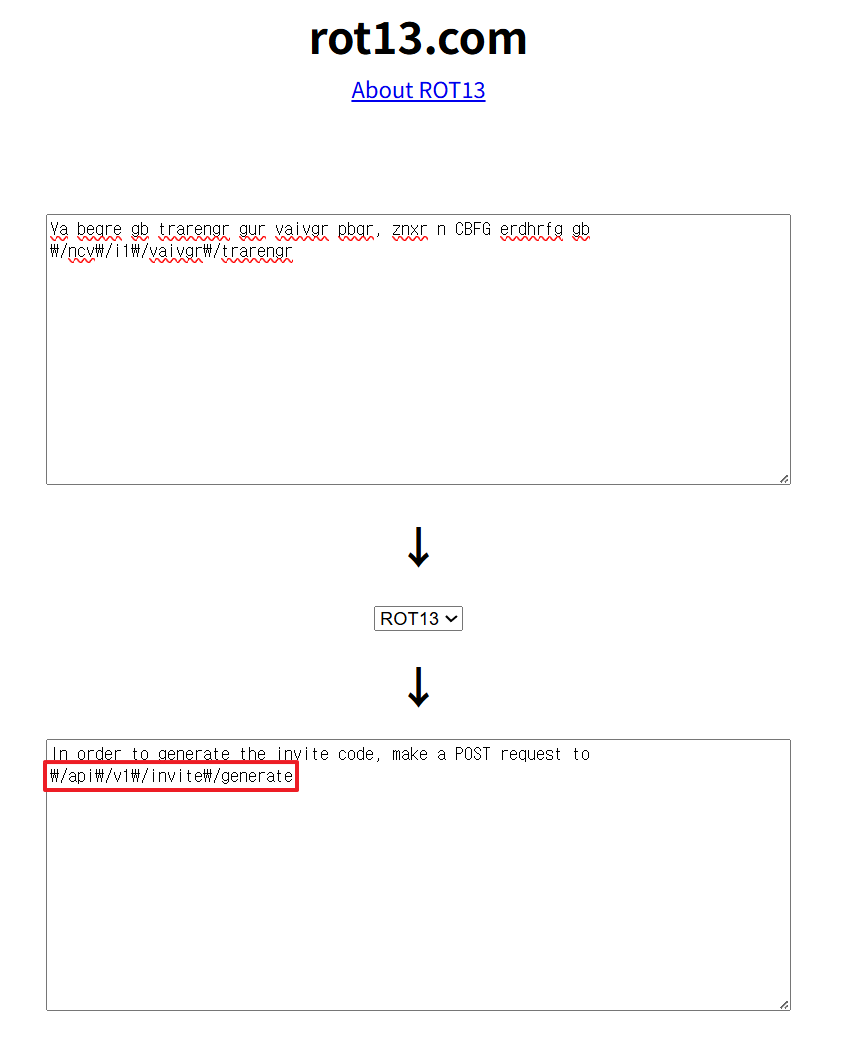 rot13.com
About ROT13
Va beqre gb trarengr gur vaivgr pbqr, znxr n CBFG erdhrfg gb
₩/ncv₩/i1₩/vaivgr₩/trarengr
↓
ROT13
↓
In order to generate the invite code, make a POST request to
₩/api₩/v1₩/invite₩/generate